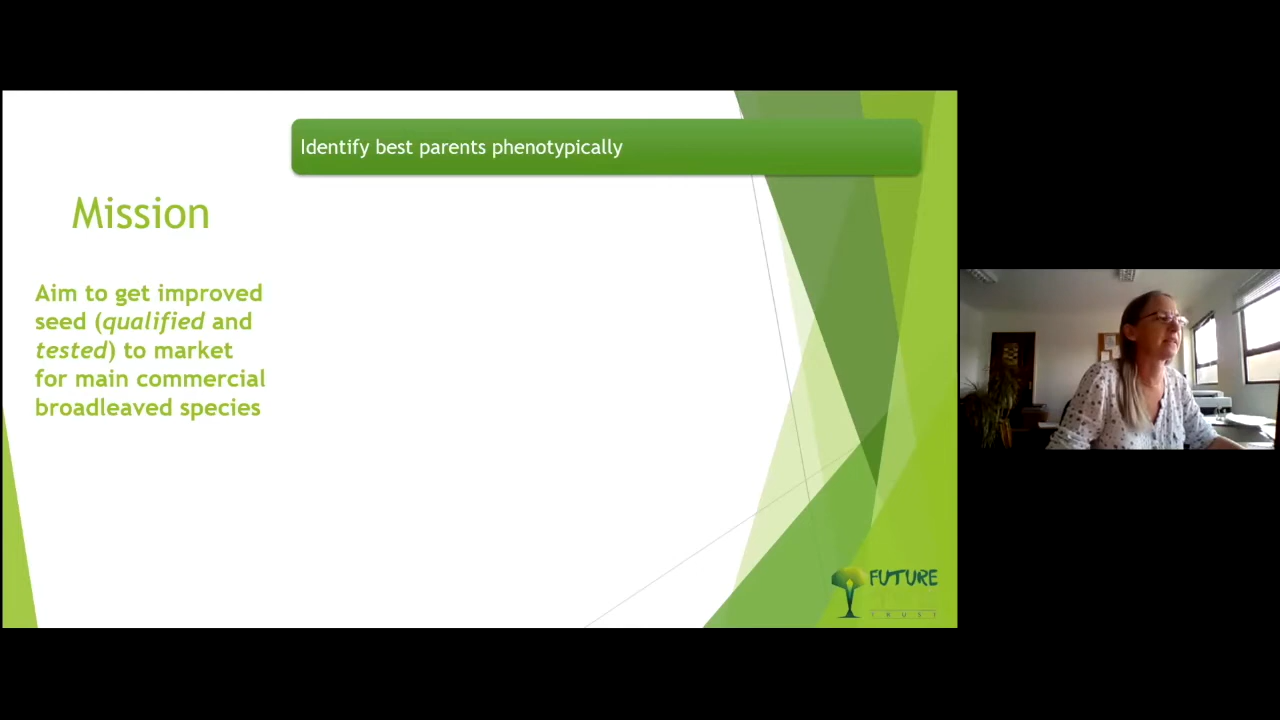 Identify best parents phenotypically
Mission
Aim to get improved
seed (qualified and
tested) to market
for main commercial
broadleaved species
FUTURE
TRUST